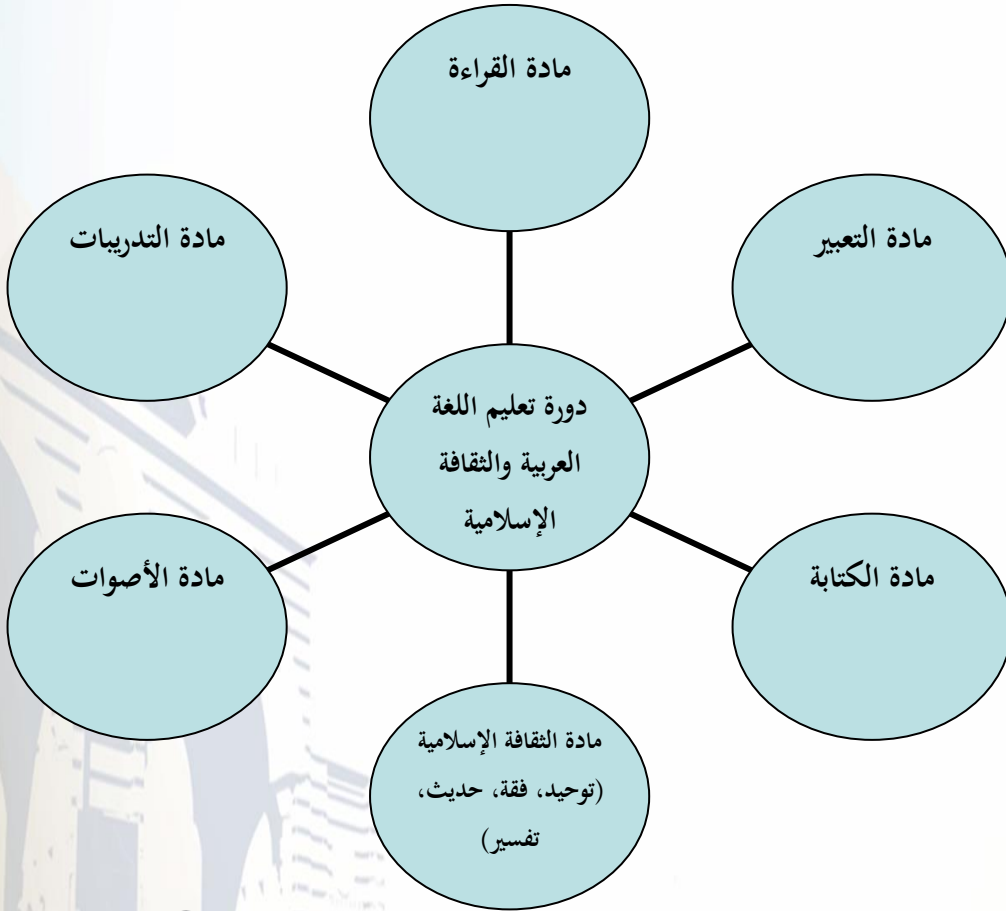 مادة القراءة
مادة التعبير
مادة التدريبات
دورة تعليم اللغة
العربية والثقافة
الإسلامية
مادة الكتابة
مادة الأصوات
مادة الثقافة الإسلامية
(توحيد، فقة، حديث،
تفسير)